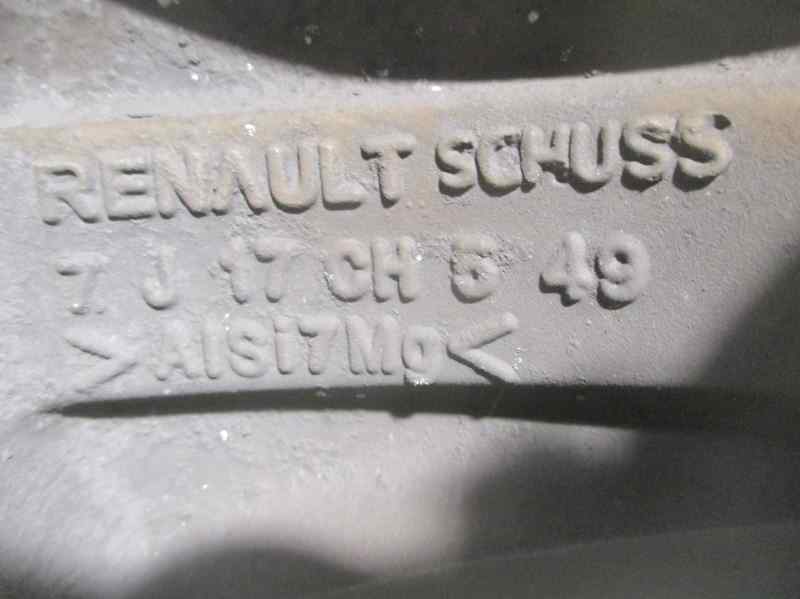 RENAULT SCHUSS
7 J 17 CH 5 49
>AlSi7Mg<